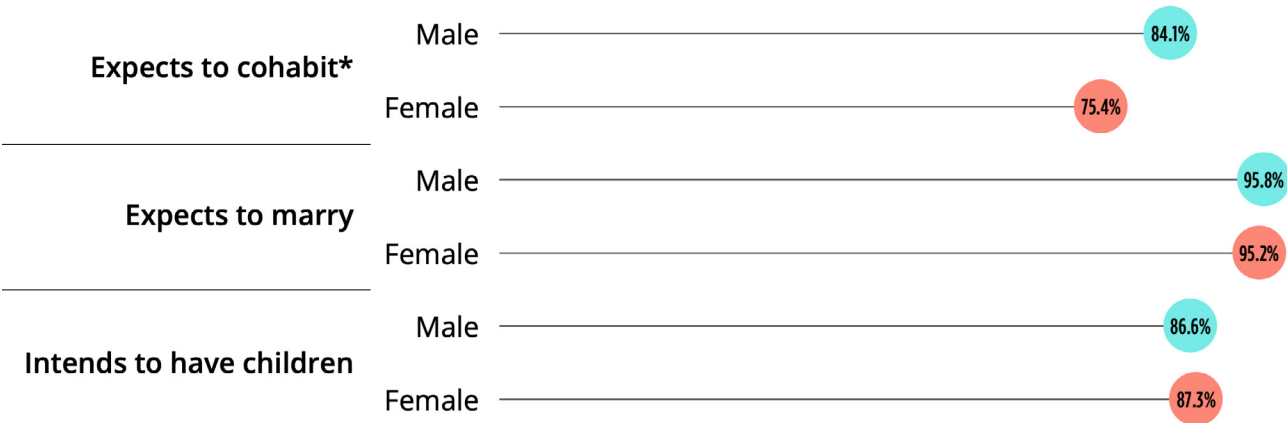 Expects to cohabit*
Male
84.1%
Female
75.4%
Expects to marry
Male
95.8%
Female
95.2%
Intends to have children
Male
86.6%
Female
87.3%